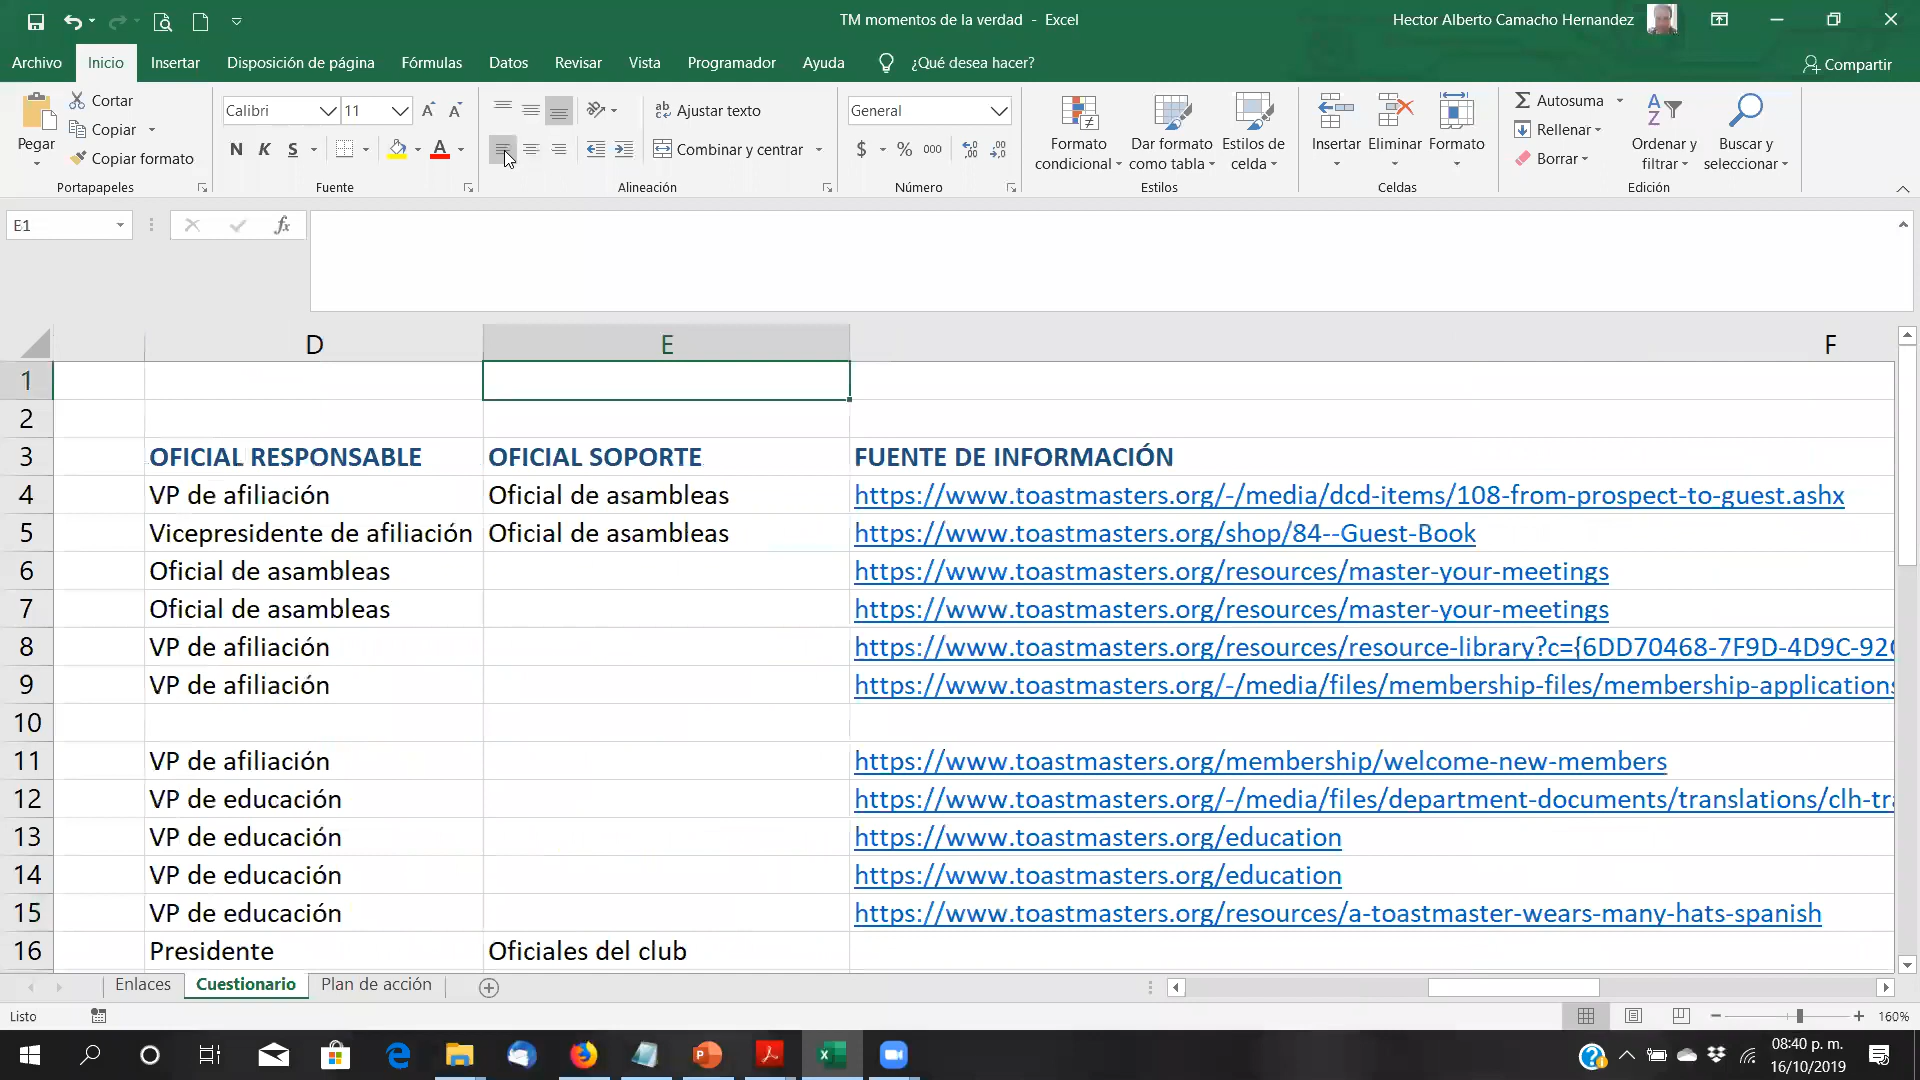 TM momentos de la verdad - Excel
Hector Alberto Camacho Hernandez
Archivo Inicio Insertar Disposición de página Fórmulas Datos Revisar Vista Programador Ayuda ¿Qué desea hacer? Compartir
Pegar
Cortar
Copiar
Copiar formato
Portapapeles
Calibri 11
N K S
Fuente
Ajustar texto
Combinar y centrar
Alineación
General
$ % 000
Número
Formato condicional
Dar formato como tabla
Estilos de celda
Estilos
Insertar Eliminar Formato
Celdas
Autosuma
Rellenar
Borrar
Ordenar y filtrar
Buscar y seleccionar
Edición
E1
fx
D E F
1
2
3 OFICIAL RESPONSABLE OFICIAL SOPORTE FUENTE DE INFORMACIÓN
4 VP de afiliación Oficial de asambleas https://www.toastmasters.org/-/media/dcd-items/108-from-prospect-to-guest.ashx
5 Vicepresidente de afiliación Oficial de asambleas https://www.toastmasters.org/shop/84--Guest-Book
6 Oficial de asambleas https://www.toastmasters.org/resources/master-your-meetings
7 Oficial de asambleas https://www.toastmasters.org/resources/master-your-meetings
8 VP de afiliación https://www.toastmasters.org/resources/resource-library?c={6DD70468-7F9D-4D9C-92
9 VP de afiliación https://www.toastmasters.org/-/media/files/membership-files/membership-applications
10
11 VP de afiliación https://www.toastmasters.org/membership/welcome-new-members
12 VP de educación https://www.toastmasters.org/-/media/files/department-documents/translations/clh-tra
13 VP de educación https://www.toastmasters.org/education
14 VP de educación https://www.toastmasters.org/education
15 VP de educación https://www.toastmasters.org/resources/a-toastmaster-wears-many-hats-spanish
16 Presidente Oficiales del club
Enlaces Cuestionario Plan de acción
Listo
160%
08:40 p. m.
16/10/2019